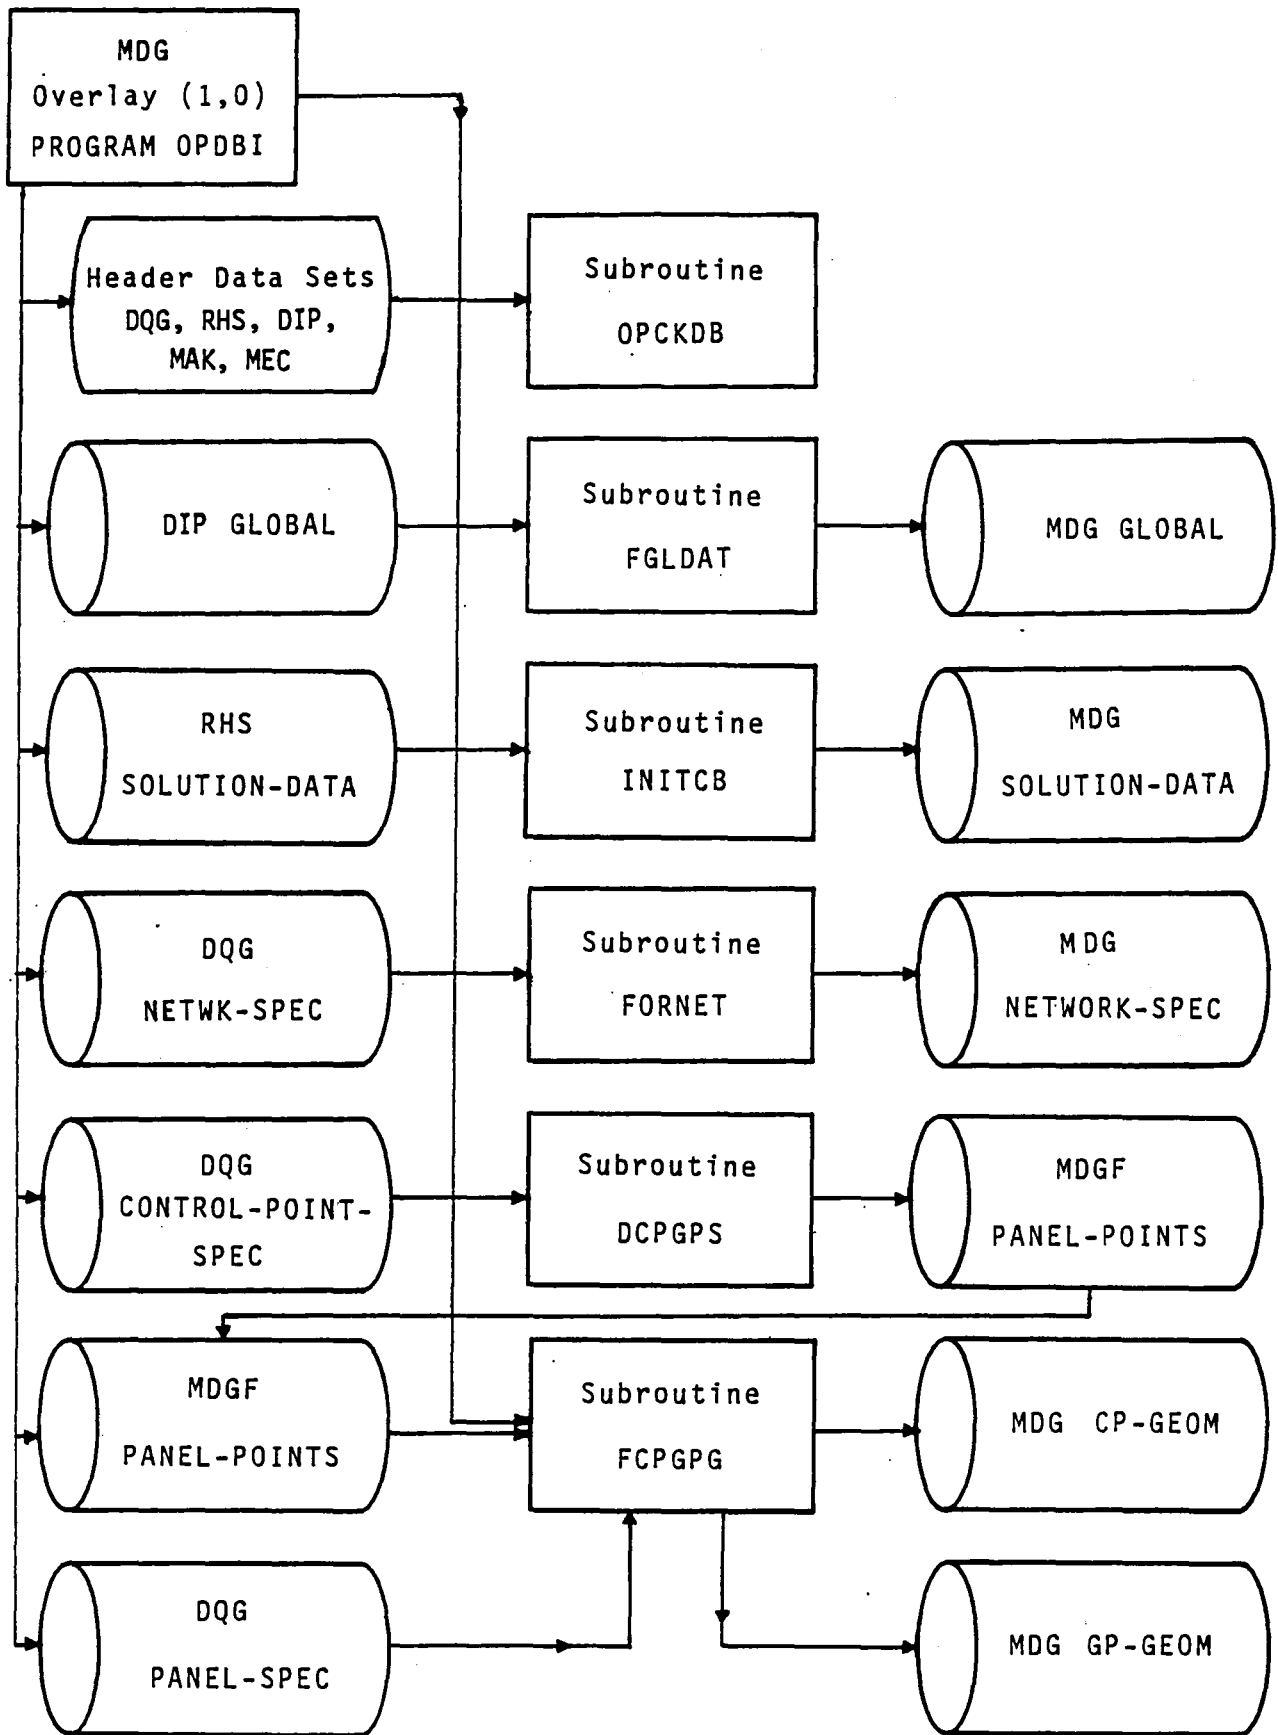 MDG
Overlay (1,0)
PROGRAM OPDBI
Header Data Sets
DQG, RHS, DIP,
MAK, MEC
Subroutine
OPCKDB
DIP GLOBAL
Subroutine
FGLDAT
MDG GLOBAL
RHS
SOLUTION-DATA
Subroutine
INITCB
MDG
SOLUTION-DATA
DQG
NETWK-SPEC
Subroutine
FORNET
MDG
NETWORK-SPEC
DQG
CONTROL-POINT-
SPEC
Subroutine
DCPGPS
MDGF
PANEL-POINTS
MDGF
PANEL-POINTS
Subroutine
FCPGPG
MDG CP-GEOM
DQG
PANEL-SPEC
MDG GP-GEOM